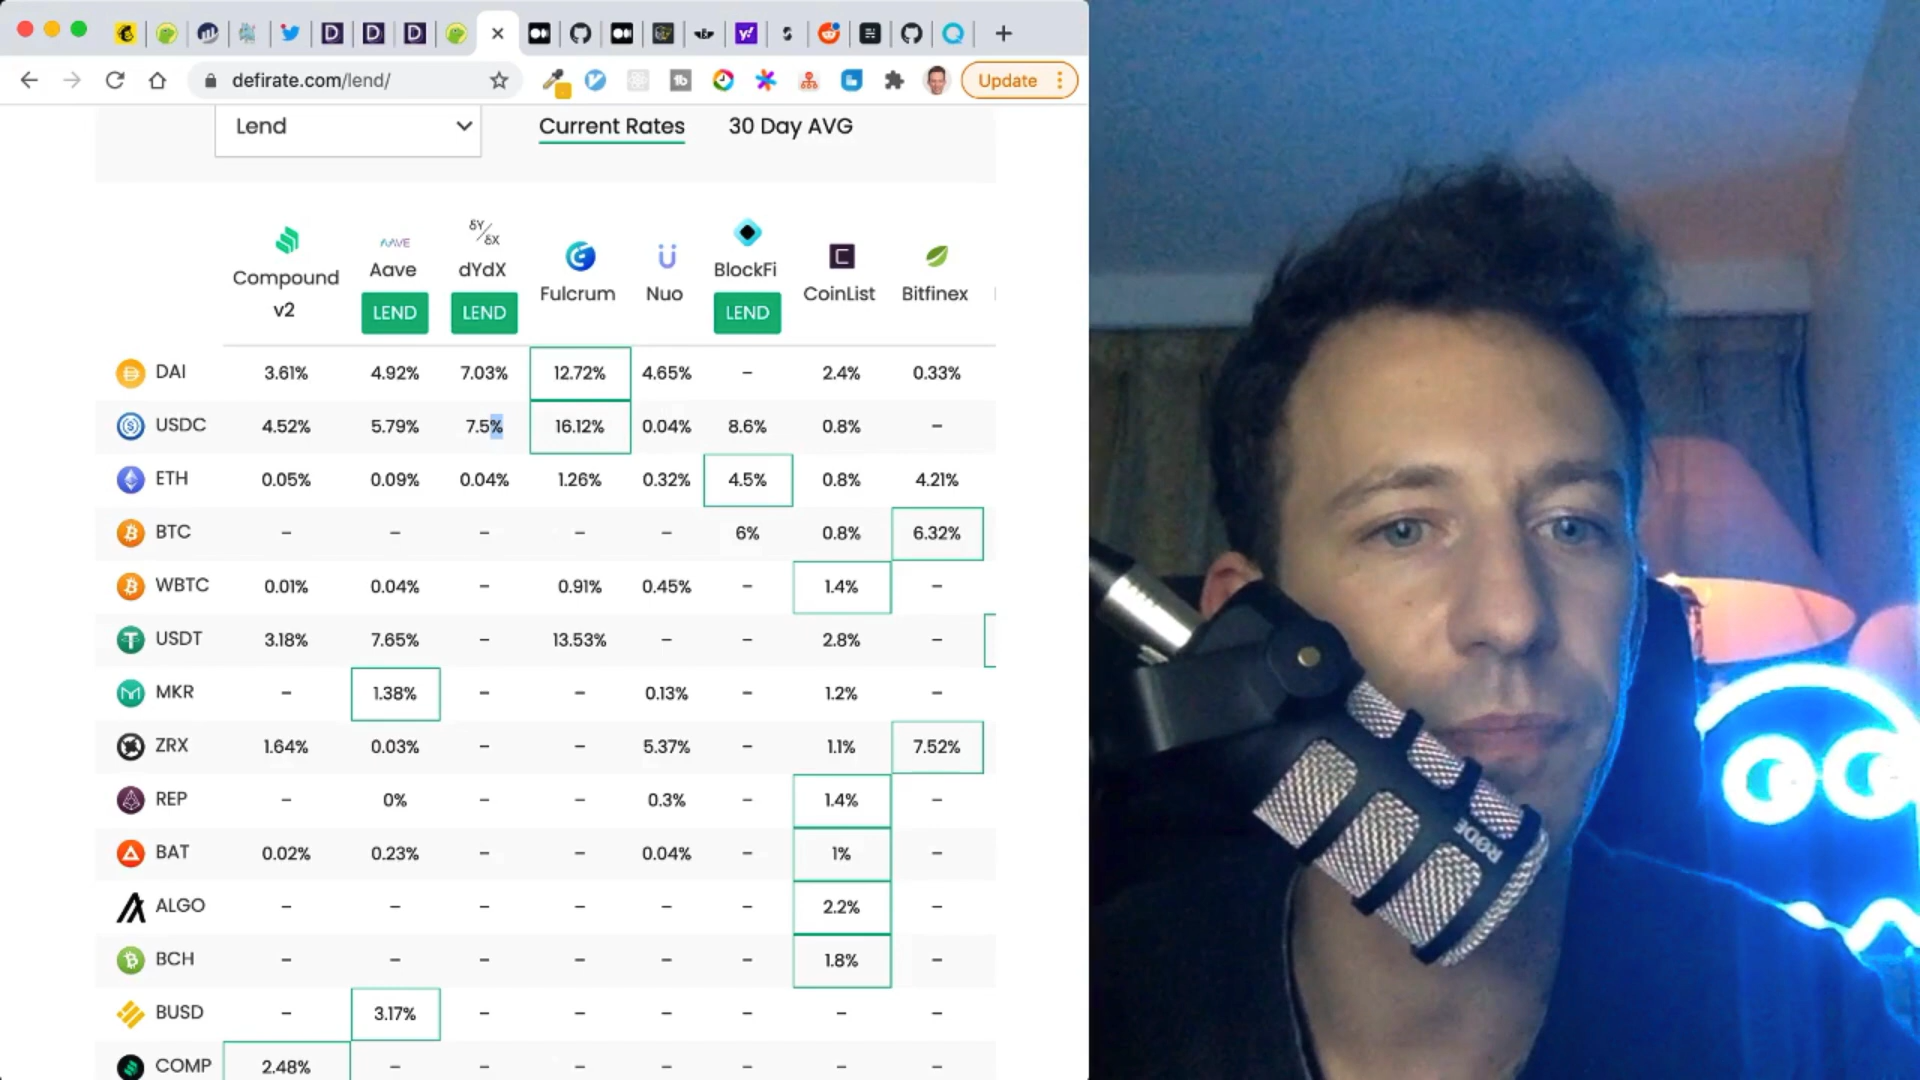 defirate.com/lend/
Update
Lend
Current Rates
30 Day AVG
Compound v2
Aave
dYdX
Fulcrum
Nuo
BlockFi
CoinList
Bitfinex
LEND
LEND
LEND
DAI 3.61% 4.92% 7.03% 12.72% 4.65% – 2.4% 0.33%
USDC 4.52% 5.79% 7.5% 16.12% 0.04% 8.6% 0.8% –
ETH 0.05% 0.09% 0.04% 1.26% 0.32% 4.5% 0.8% 4.21%
BTC – – – – – 6% 0.8% 6.32%
WBTC 0.01% 0.04% – 0.91% 0.45% – 1.4% –
USDT 3.18% 7.65% – 13.53% – – 2.8% –
MKR – 1.38% – – 0.13% – 1.2% –
ZRX 1.64% 0.03% – – 5.37% – 1.1% 7.52%
REP – 0% – – 0.3% – 1.4% –
BAT 0.02% 0.23% – – 0.04% – 1% –
ALGO – – – – – – 2.2% –
BCH – – – – – – 1.8% –
BUSD – 3.17% – – – – – –
COMP 2.48% – – – – – – –
RØDE